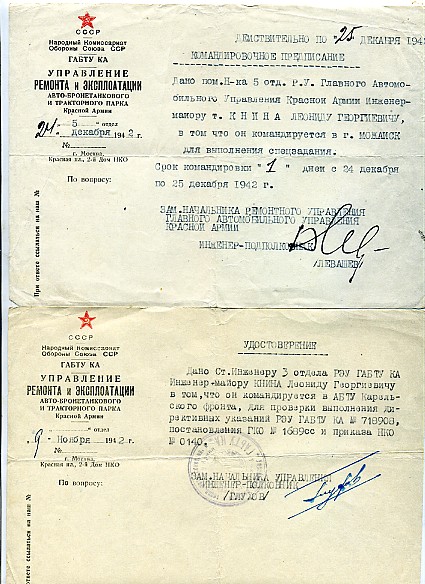 СССР
Народный Комиссариат
Обороны Союза ССР
ГАБТУ КА
УПРАВЛЕНИЕ
РЕМОНТА и ЭКСПЛОАТАЦИИ
АВТО-БРОНЕТАНКОВОГО
И ТРАКТОРНОГО ПАРКА
Красной Армии
5 отдел
24 декабря 1942 г.
№
г. Москва,
Красная пл., 2-й Дом НКО
По вопросу:
При ответе ссылаться на наш №
ДЕЙСТВИТЕЛЬНО ПО "25 ДЕКАБРЯ 1942
КОМАНДИРОВОЧНОЕ ПРЕДПИСАНИЕ
Дано пом.Н-ка 5 отд. Р.У. Главного Автомо-
бильного Управления Красной Армии Инженер-
майору т. КНИНА ЛЕОНИДУ ГЕОРГИЕВИЧУ,
в том что он командируется в г. МОЖАЙСК
для выполнения спецзадания.
Срок командировки "1" дней с 24 декабря
по 25 декабря 1942 г.
ЗАМ.НАЧАЛЬНИКА РЕМОНТНОГО УПРАВЛЕНИЯ
ГЛАВНОГО АВТОМОБИЛЬНОГО УПРАВЛЕНИЯ
КРАСНОЙ АРМИИ
ИНЖЕНЕР-ПОДПОЛКОВНИК
/ЛЕВАШЕВ/
СССР
Народный Комиссариат
Обороны Союза ССР
ГАБТУ КА
УПРАВЛЕНИЕ
РЕМОНТА и ЭКСПЛОАТАЦИИ
АВТО-БРОНЕТАНКОВОГО
И ТРАКТОРНОГО ПАРКА
Красной Армии
отдел
9 - Ноября 1942 г.
№
г. Москва,
Красная пл., 2-й Дом НКО
По вопросу:
При ответе ссылаться на наш №
УДОСТОВЕРЕНИЕ
Дано Ст.Инженеру 3 отдела РЭУ ГАБТУ КА
Инженер-Майору КНИНА Леониду Георгиевичу
в том,что он командируется в АБТУ Карель-
ского фронта, для проверки выполнения ди-
рективных указаний РЭУ ГАБТУ КА № 718908,
постановления ГКО № 1689сс и приказа НКО
№ 0140.
ЗАМ.НАЧАЛЬНИКА УПРАВЛЕНИЯ
ИНЖЕНЕР-ПОЛКОВНИК
/ГЛУХОВ/
Глухов